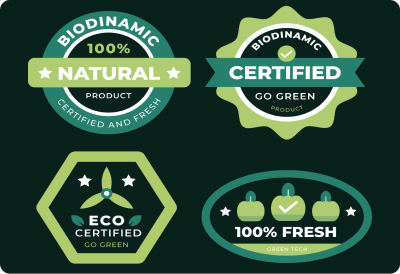 BIODINAMIC
100%
NATURAL
PRODUCT
CERTIFIED AND FRESH
BIODINAMIC
CERTIFIED
GO GREEN
PRODUCT
ECO
CERTIFIED
GO GREEN
100% FRESH
GREEN TECH